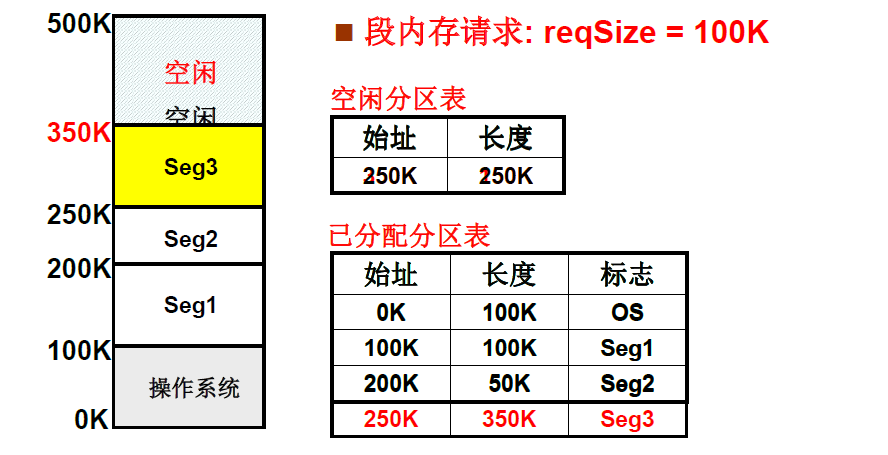 500K
空闲
空闲
350K
Seg3
250K
Seg2
200K
Seg1
100K
操作系统
0K
■ 段内存请求: reqSize = 100K
空闲分区表
始址 长度
250K 250K
已分配分区表
始址 长度 标志
0K 100K OS
100K 100K Seg1
200K 50K Seg2
250K 350K Seg3